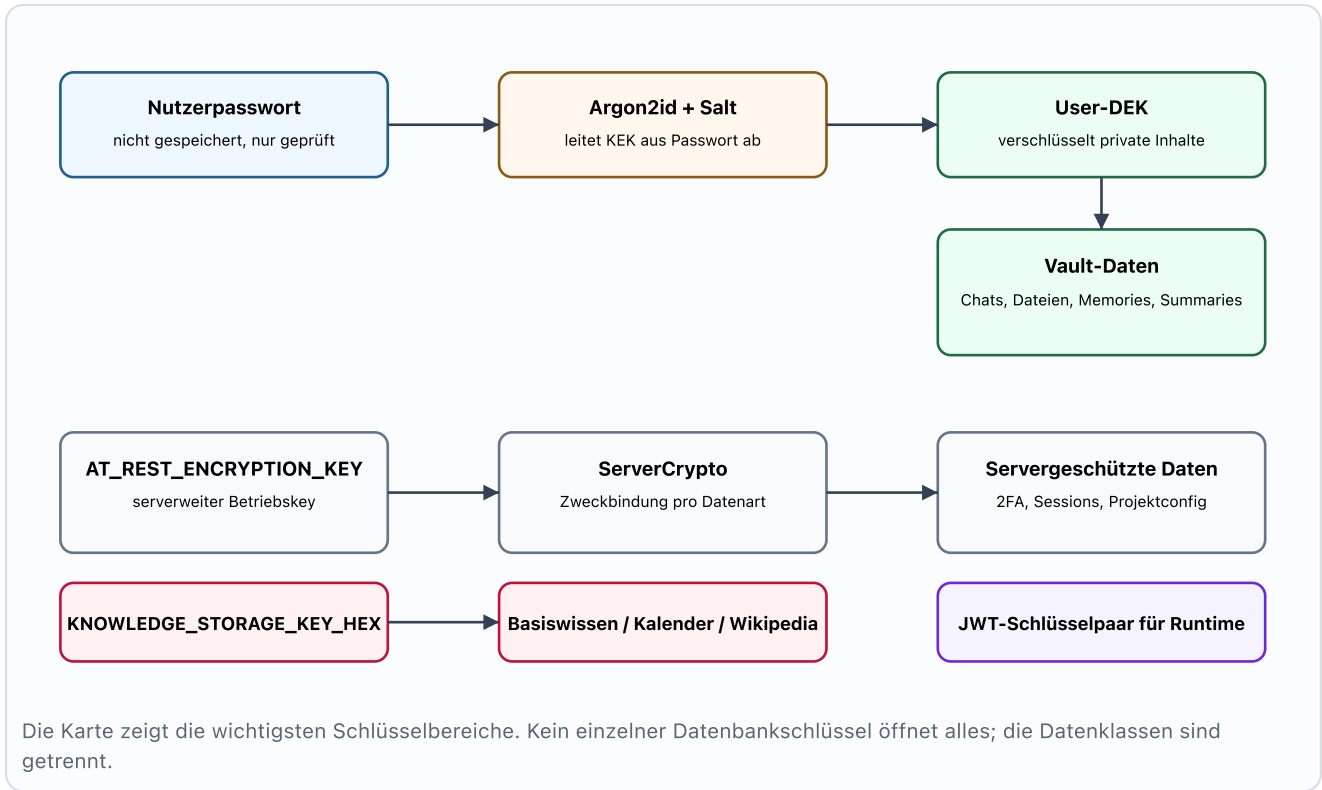 Nutzerpasswort
nicht gespeichert, nur geprüft
Argon2id + Salt
leitet KEK aus Passwort ab
User-DEK
verschlüsselt private Inhalte
Vault-Daten
Chats, Dateien, Memories, Summaries
AT_REST_ENCRYPTION_KEY
serverweiter Betriebskey
ServerCrypto
Zweckbindung pro Datenart
Servergeschützte Daten
2FA, Sessions, Projektconfig
KNOWLEDGE_STORAGE_KEY_HEX
Basiswissen / Kalender / Wikipedia
JWT-Schlüsselpaar für Runtime
Die Karte zeigt die wichtigsten Schlüsselbereiche. Kein einzelner Datenbankschlüssel öffnet alles; die Datenklassen sind
getrennt.